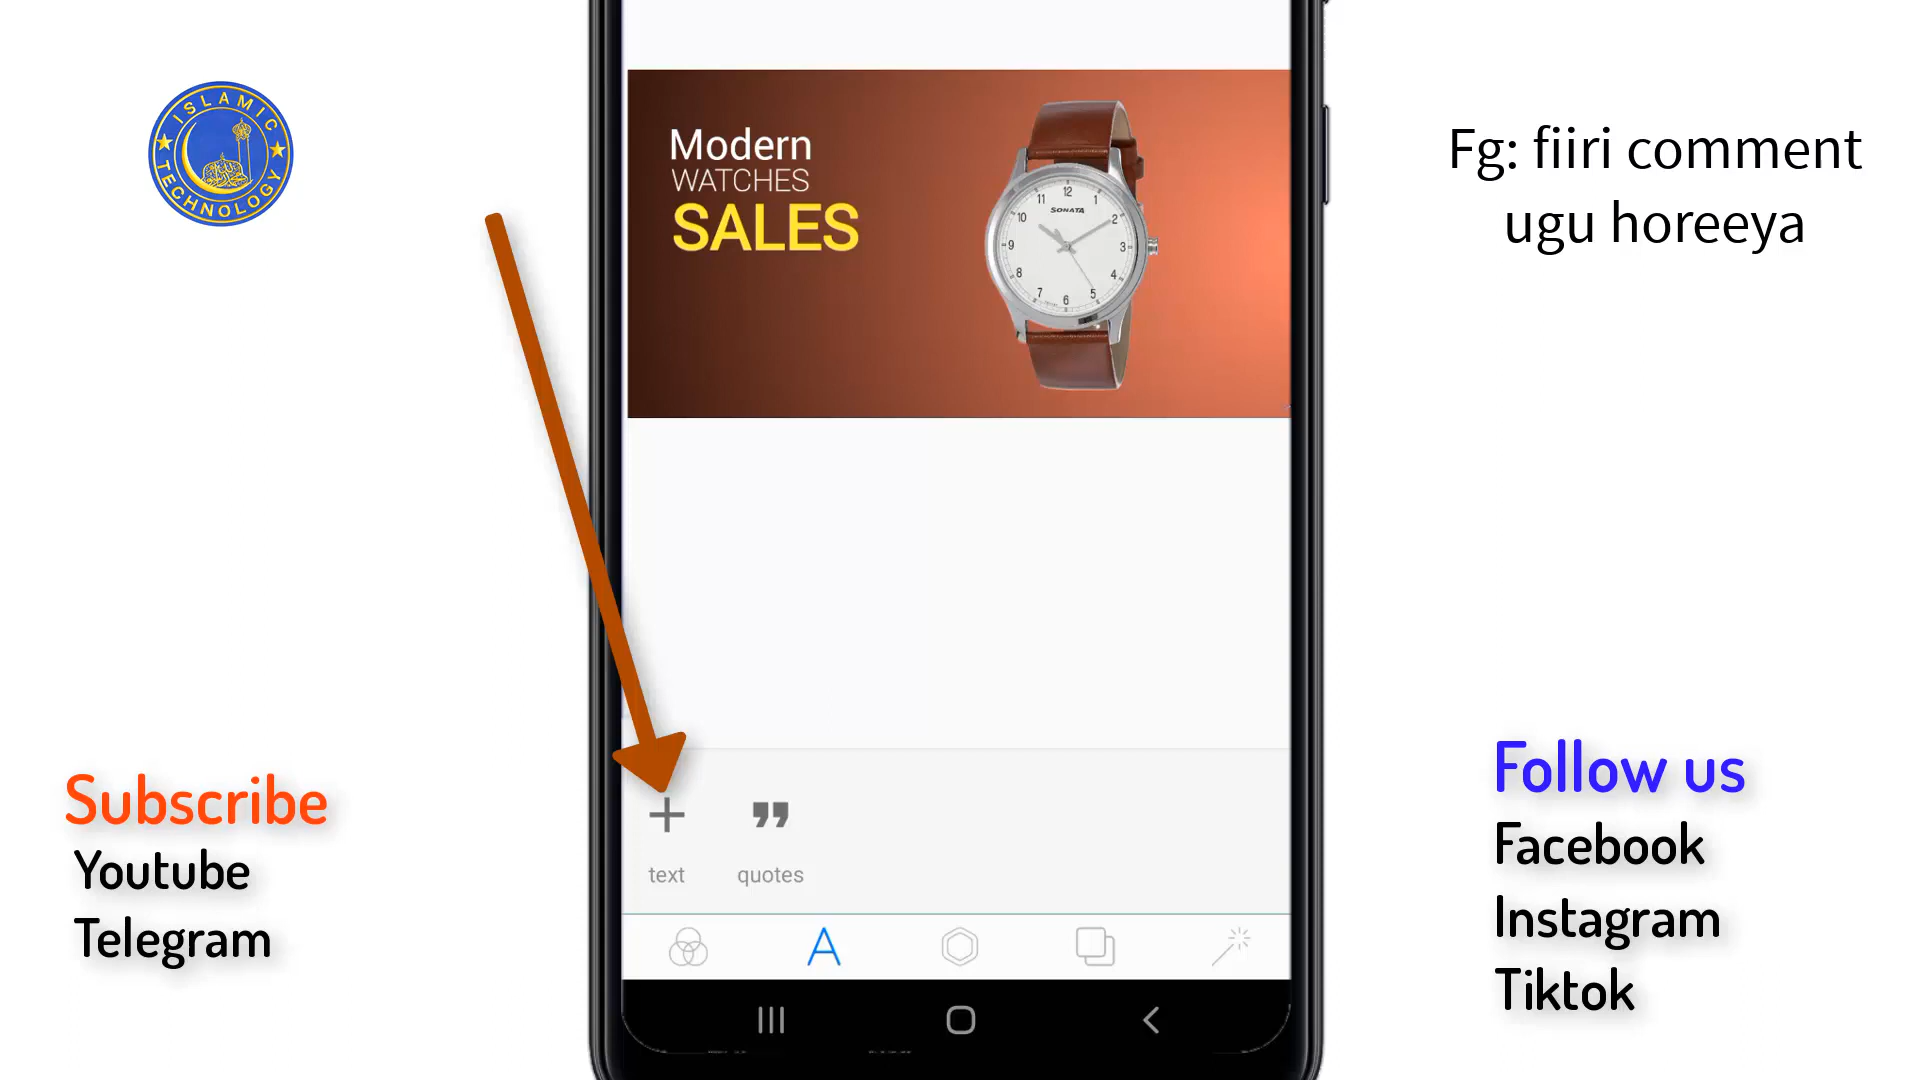 ISLAMIC
TECHNOLOGY
Modern
WATCHES
SALES
SONATA
12
1
2
3
4
5
6
7
8
9
10
11
Fg: fiiri comment
ugu horeeya
Subscribe
Youtube
Telegram
text
quotes
A
Follow us
Facebook
Instagram
Tiktok